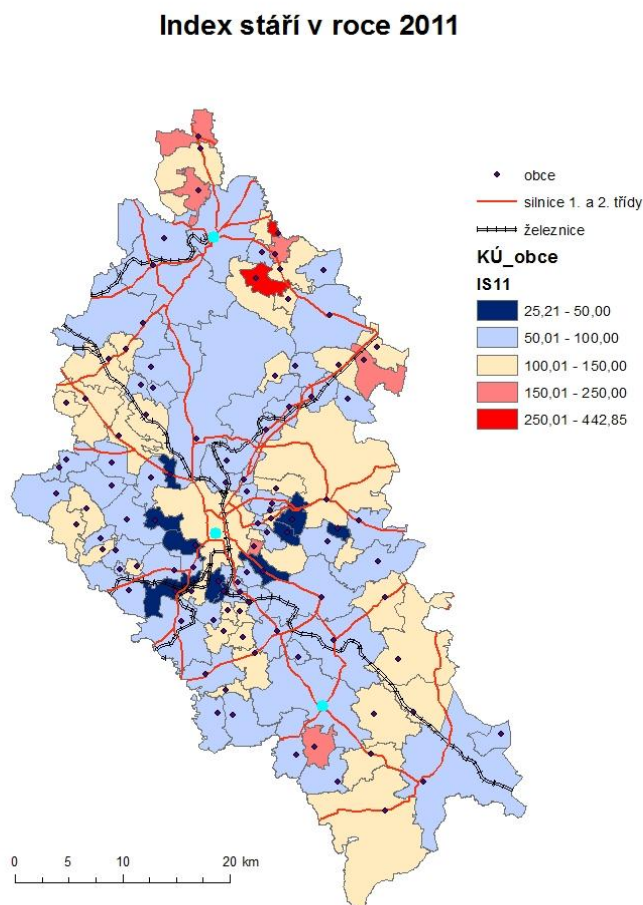 Index stáří v roce 2011
obce
silnice 1. a 2. třídy
železnice
KÚ_obce
IS11
25,21 - 50,00
50,01 - 100,00
100,01 - 150,00
150,01 - 250,00
250,01 - 442,85
0 5 10 20 km